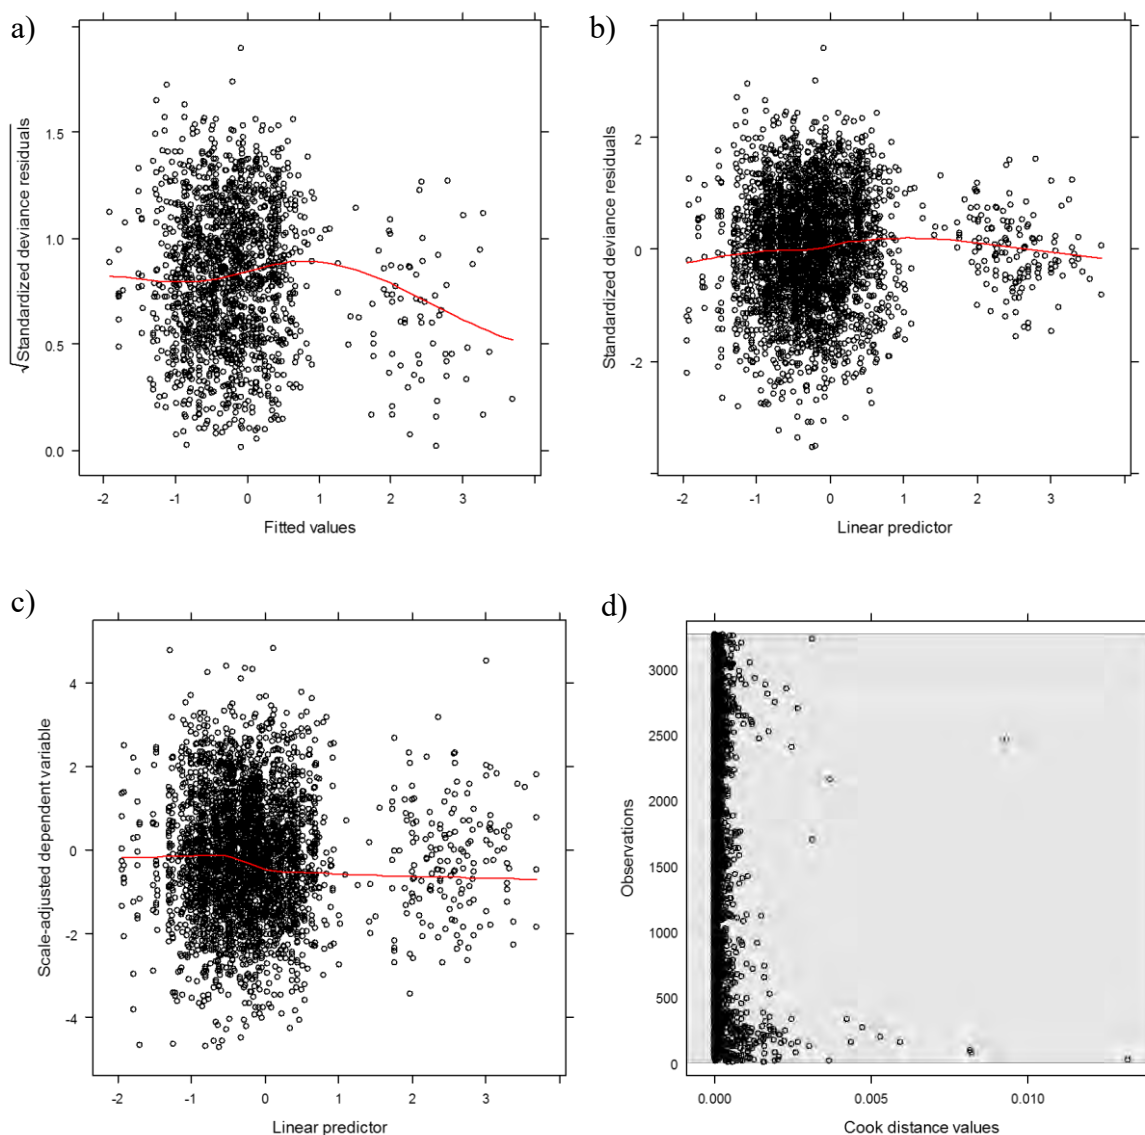 a)
√Standardized deviance residuals
1.5
1.0
0.5
0.0
-2 -1 0 1 2 3
Fitted values
b)
Standardized deviance residuals
2
0
-2
-2 -1 0 1 2 3
Linear predictor
c)
Scale-adjusted dependent variable
4
2
0
-2
-4
-2 -1 0 1 2 3
Linear predictor
d)
Observations
3000
2500
2000
1500
1000
500
0
0.000 0.005 0.010
Cook distance values